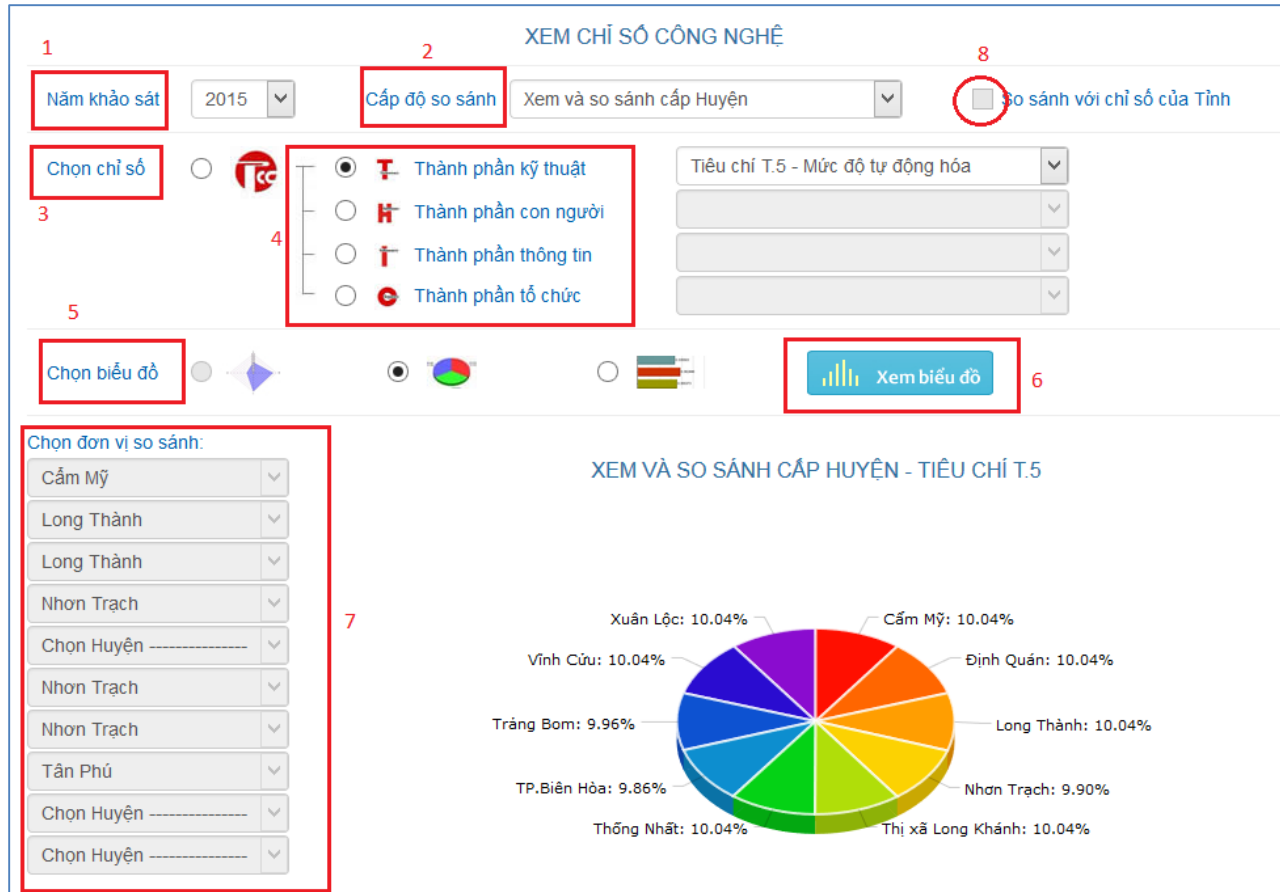 XEM CHỈ SỐ CÔNG NGHỆ
1
2
8
Năm khảo sát 2015 Cấp độ so sánh Xem và so sánh cấp Huyện So sánh với chỉ số của Tỉnh
Chọn chỉ số Tcc T Thành phần kỹ thuật Tiêu chí T.5 - Mức độ tự động hóa
3
H Thành phần con người
4
I Thành phần thông tin
Thành phần tổ chức
5
Chọn biểu đồ Xem biểu đồ 6
Chọn đơn vị so sánh:
Cẩm Mỹ
Long Thành
Long Thành
Nhơn Trạch
Chọn Huyện ---------------
Nhơn Trạch
Nhơn Trạch
Tân Phú
Chọn Huyện ---------------
Chọn Huyện ---------------
7
XEM VÀ SO SÁNH CẤP HUYỆN - TIÊU CHÍ T.5
Xuân Lộc: 10.04% Cẩm Mỹ: 10.04%
Vĩnh Cửu: 10.04% Định Quán: 10.04%
Trảng Bom: 9.96% Long Thành: 10.04%
TP.Biên Hòa: 9.86% Nhơn Trạch: 9.90%
Thống Nhất: 10.04% Thị xã Long Khánh: 10.04%